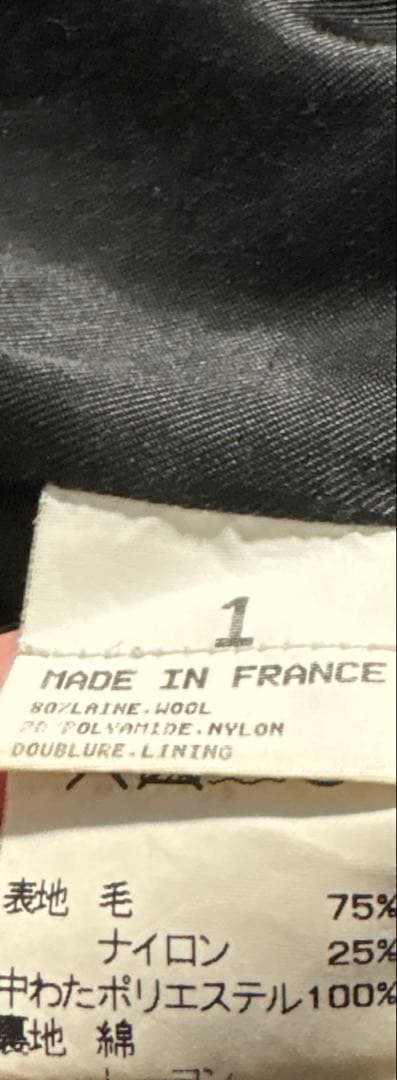 1
MADE IN FRANCE
80%LAINE.WOOL
20%POLYAMIDE.NYLON
DOUBLURE.LINING
表地 毛 75%
ナイロン 25%
中わたポリエステル100%
裏地 綿